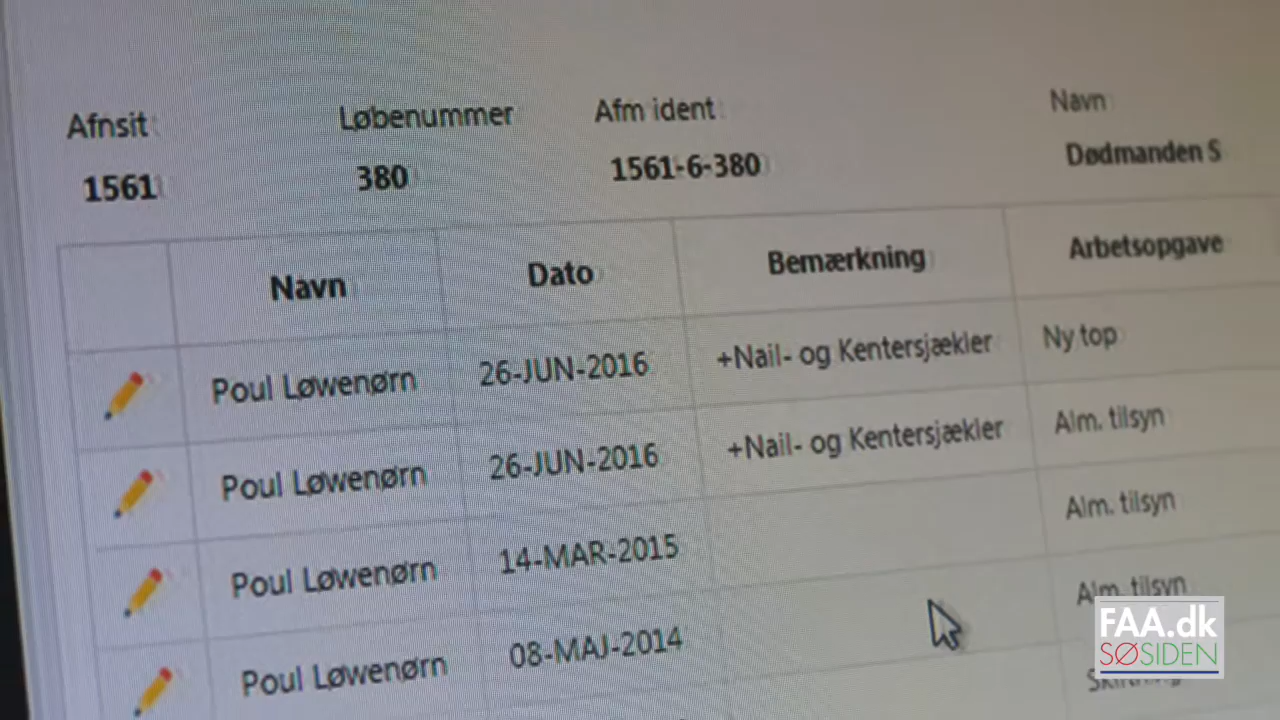 Afnsit Løbenummer Afm ident Navn
1561 380 1561-6-380 Dødmanden S
Navn Dato Bemærkning Arbetsopgave
Poul Løwenørn 26-JUN-2016 +Nail- og Kentersjækler Ny top
Poul Løwenørn 26-JUN-2016 +Nail- og Kentersjækler Alm. tilsyn
Poul Løwenørn 14-MAR-2015 Alm. tilsyn
Poul Løwenørn 08-MAJ-2014 Alm. tilsyn
FAA.dk
SØSIDEN